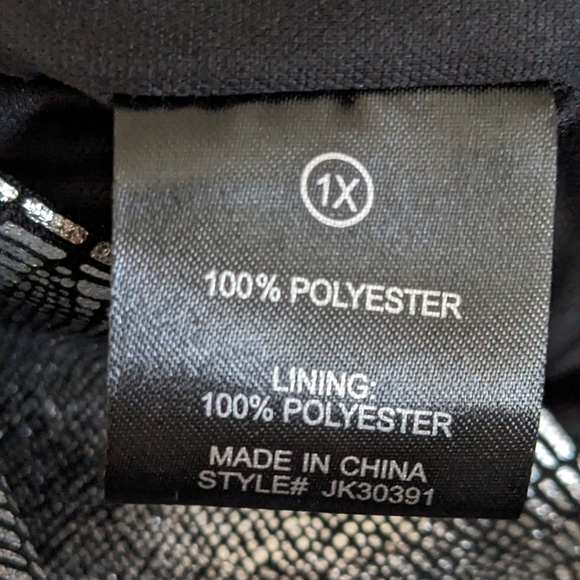 1X
100% POLYESTER
LINING:
100% POLYESTER
MADE IN CHINA
STYLE# JK30391